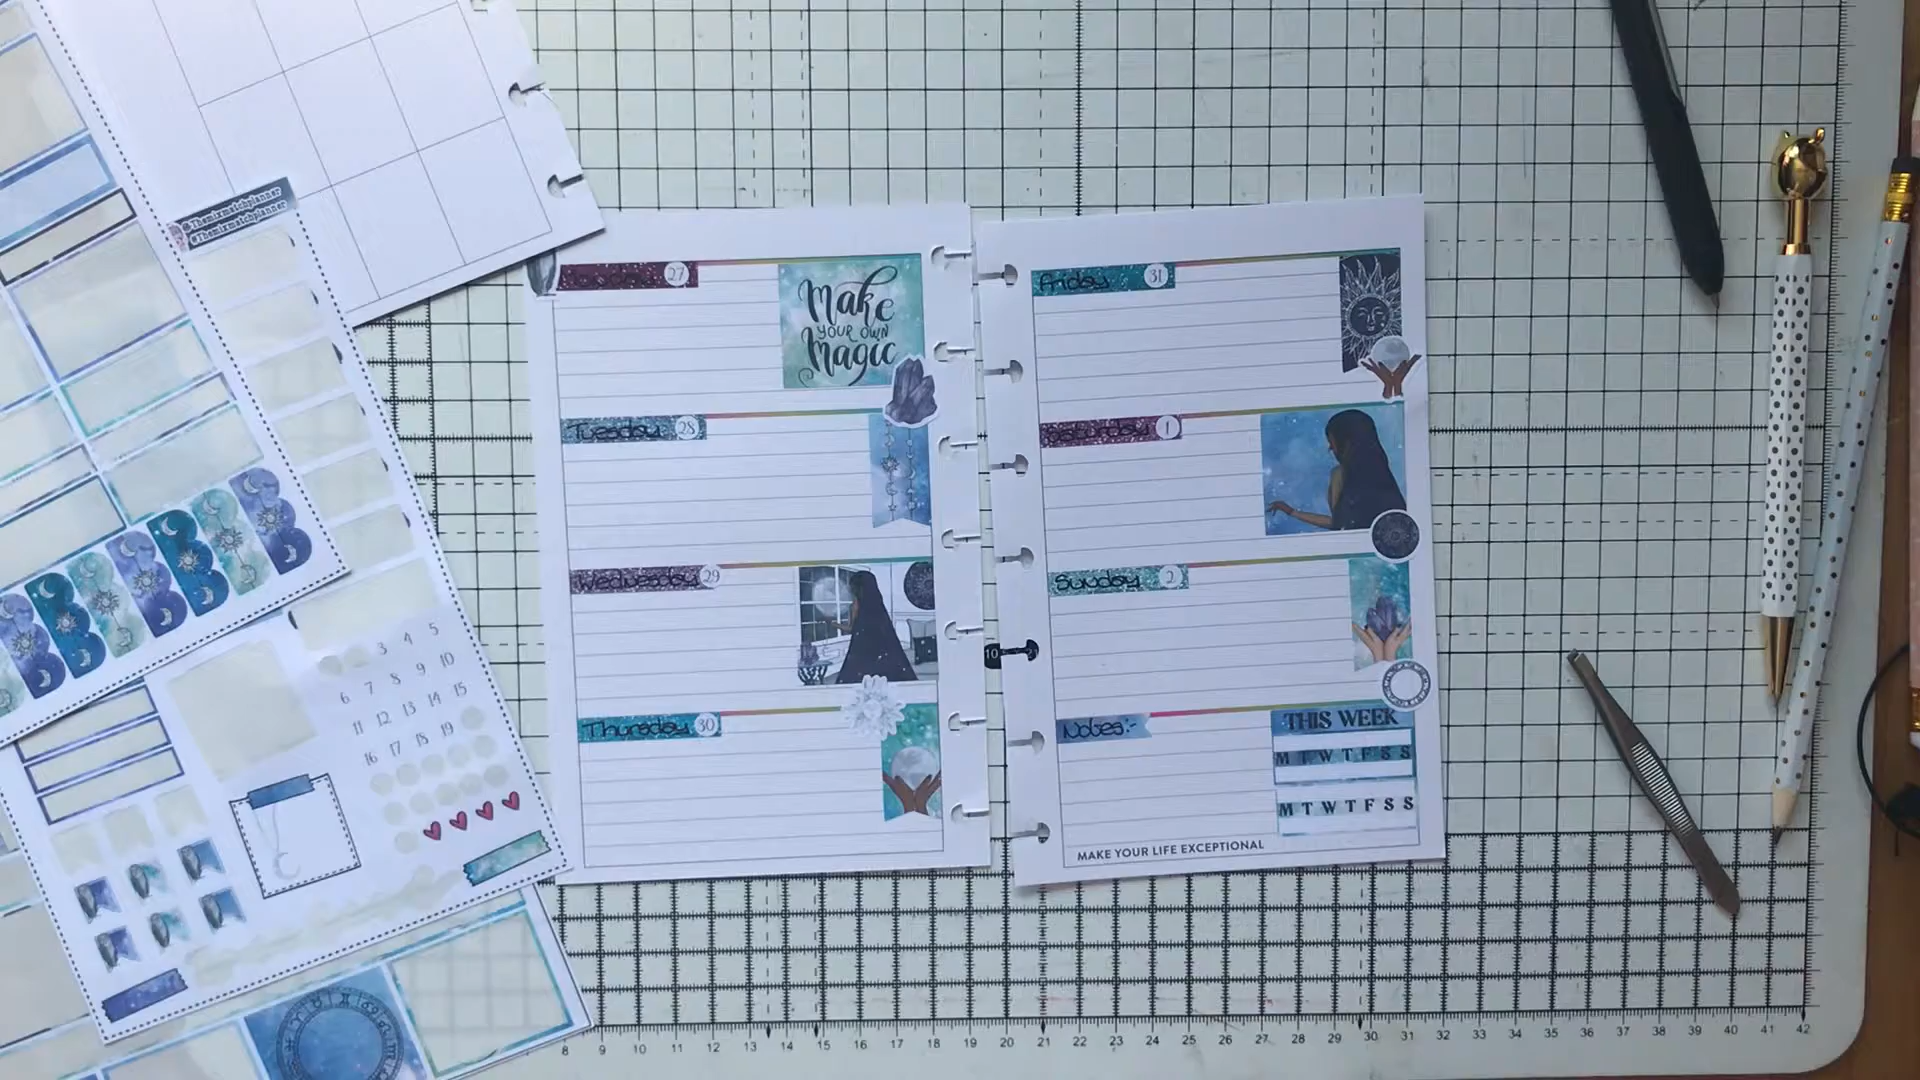 @Themixmatchplanner
@Themixmatchplanner
3 4 5
6 7 8 9 10
11 12 13 14 15
16 17 18 19
27
Make
YOUR OWN
Magic
Tuesday 28
Wednesday 29
Thursday 30
10
Friday 31
Saturday 1
Sunday 2
Notes:-
THIS WEEK
M T W T F S S
M T W T F S S
MAKE YOUR LIFE EXCEPTIONAL
8 9 10 11 12 13 14 15 16 17 18 19 20 21 22 23 24 25 26 27 28 29 30 31 32 33 34 35 36 37 38 39 40 41 42